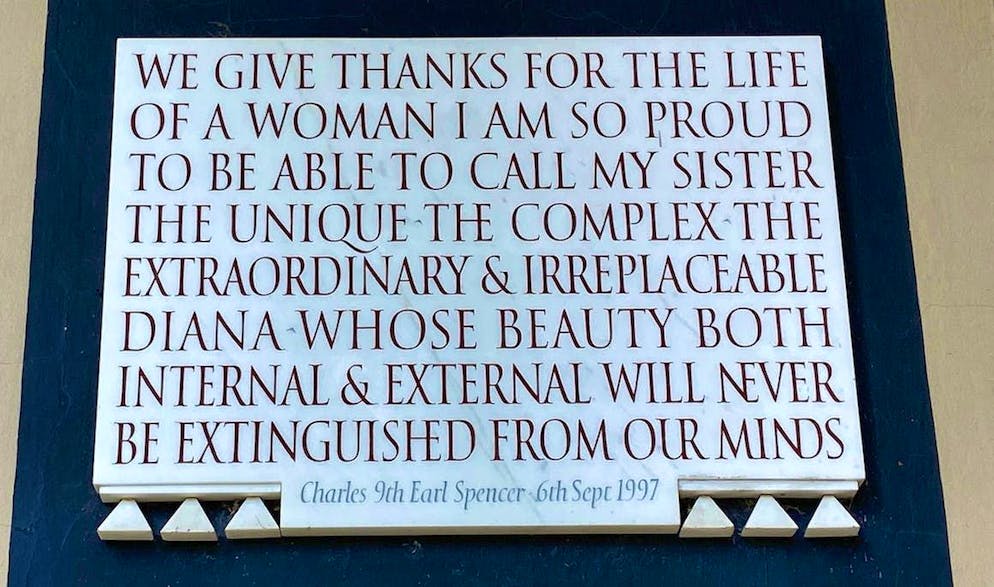 WE GIVE THANKS FOR THE LIFE
OF A WOMAN I AM SO PROUD
TO BE ABLE TO CALL MY SISTER
THE UNIQUE THE COMPLEX·THE
EXTRAORDINARY & IRREPLACEABLE
DIANA·WHOSE BEAUTY BOTH
INTERNAL & EXTERNAL WILL NEVER
BE EXTINGUISHED FROM OUR MINDS
Charles 9th Earl Spencer·6th Sept 1997